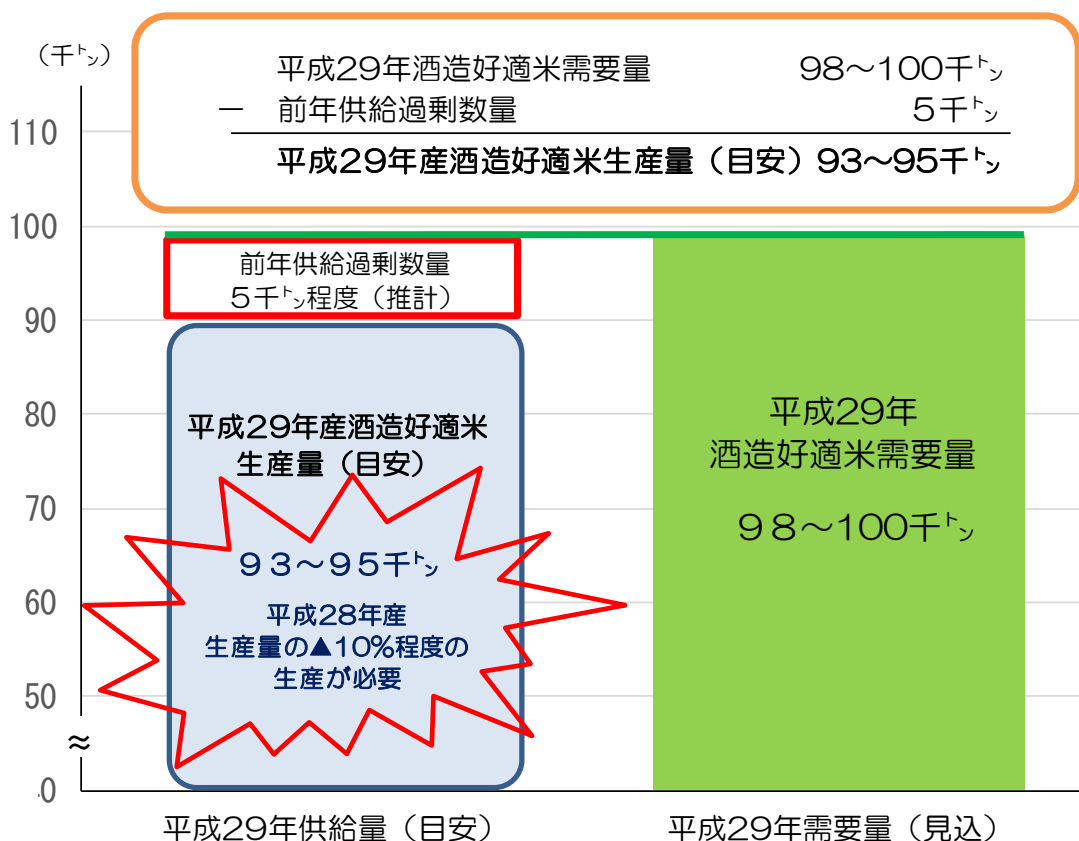 （千㌧）
平成29年酒造好適米需要量 98～100千㌧
－ 前年供給過剰数量 5千㌧
平成29年産酒造好適米生産量（目安）93～95千㌧
110
100
90
80
70
60
50
≈
0
前年供給過剰数量
5千㌧程度（推計）
平成29年産酒造好適米
生産量（目安）
９３～９５千㌧
平成28年産
生産量の▲10%程度の
生産が必要
平成29年
酒造好適米需要量
９８～100千㌧
平成29年供給量（目安）
平成29年需要量（見込）